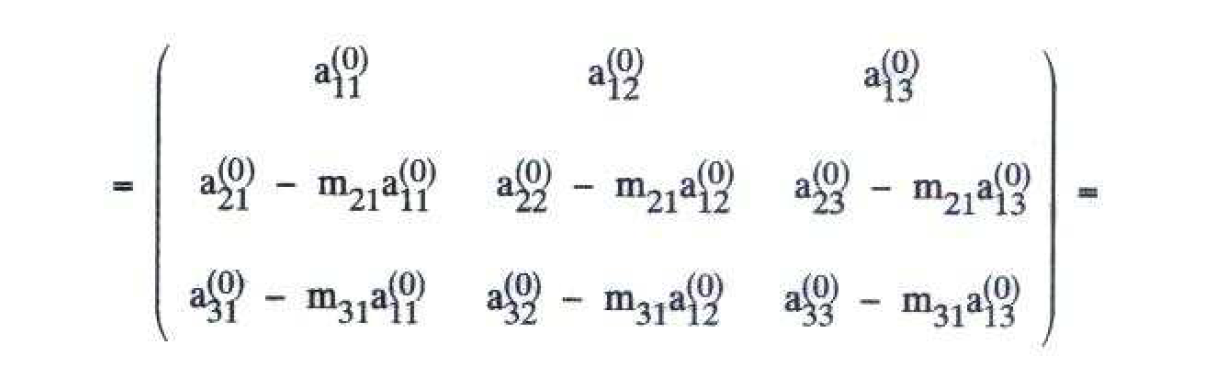 a₁₁⁽⁰⁾ a₁₂⁽⁰⁾ a₁₃⁽⁰⁾
= a₂₁⁽⁰⁾ − m₂₁a₁₁⁽⁰⁾ a₂₂⁽⁰⁾ − m₂₁a₁₂⁽⁰⁾ a₂₃⁽⁰⁾ − m₂₁a₁₃⁽⁰⁾ =
a₃₁⁽⁰⁾ − m₃₁a₁₁⁽⁰⁾ a₃₂⁽⁰⁾ − m₃₁a₁₂⁽⁰⁾ a₃₃⁽⁰⁾ − m₃₁a₁₃⁽⁰⁾